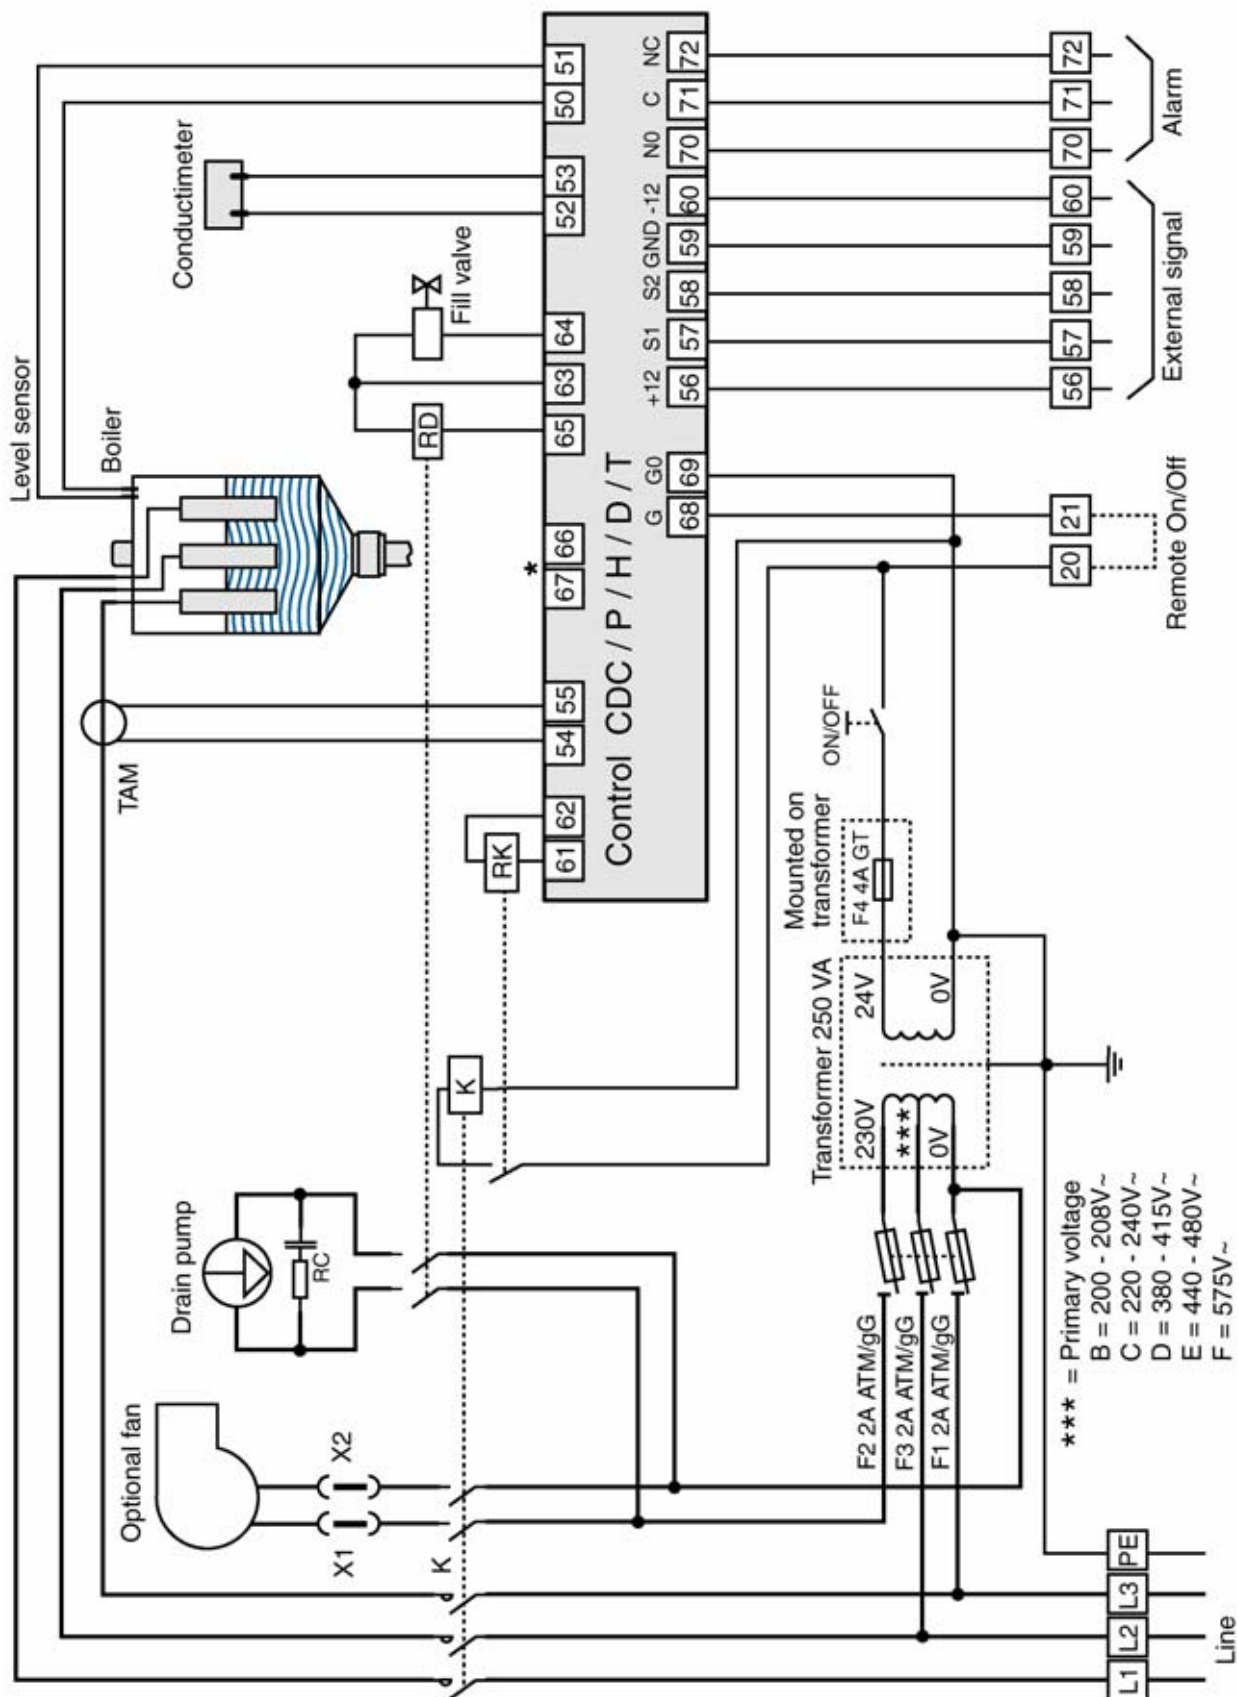 Level sensor
Boiler
TAM
Conductimeter
Fill valve
RD
RK
K
Drain pump
RC
Optional fan
X1
X2
K
61
62
54
55
67
*
66
65
63
64
52
53
50
51
Control CDC / P / H / D / T
G
G0
+12
S1
S2
GND
-12
N0
C
NC
68
69
56
57
58
59
60
70
71
72
ON/OFF
Mounted on
transformer
F4 4A GT
Transformer 250 VA
230V
***
0V
24V
0V
F2 2A ATM/gG
F3 2A ATM/gG
F1 2A ATM/gG
L1
L2
L3
PE
Line
*** = Primary voltage
B = 200 - 208V~
C = 220 - 240V~
D = 380 - 415V~
E = 440 - 480V~
F = 575V~
20
21
Remote On/Off
56
57
58
59
60
External signal
70
71
72
Alarm